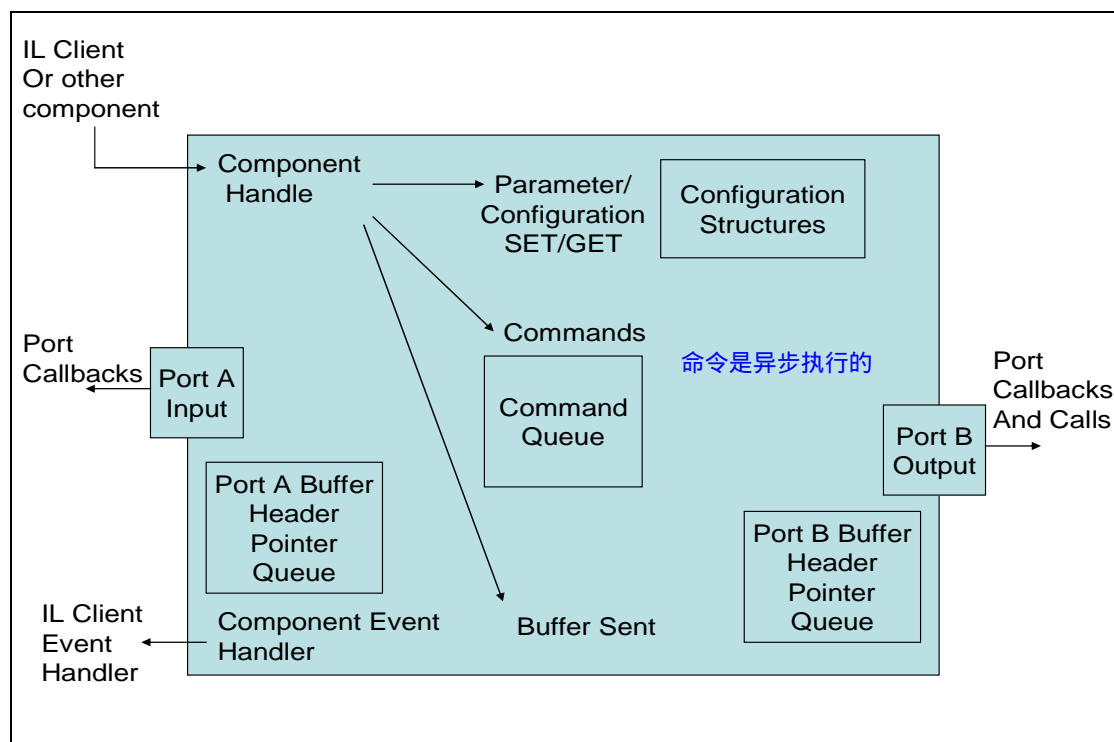 IL Client
Or other
component
Component
Handle
Parameter/
Configuration
SET/GET
Configuration
Structures
Port
Callbacks
Port A
Input
Commands
Command
Queue
命令是异步执行的
Port
Callbacks
And Calls
Port B
Output
Port A Buffer
Header
Pointer
Queue
Port B Buffer
Header
Pointer
Queue
IL Client
Event
Handler
Component Event
Handler
Buffer Sent